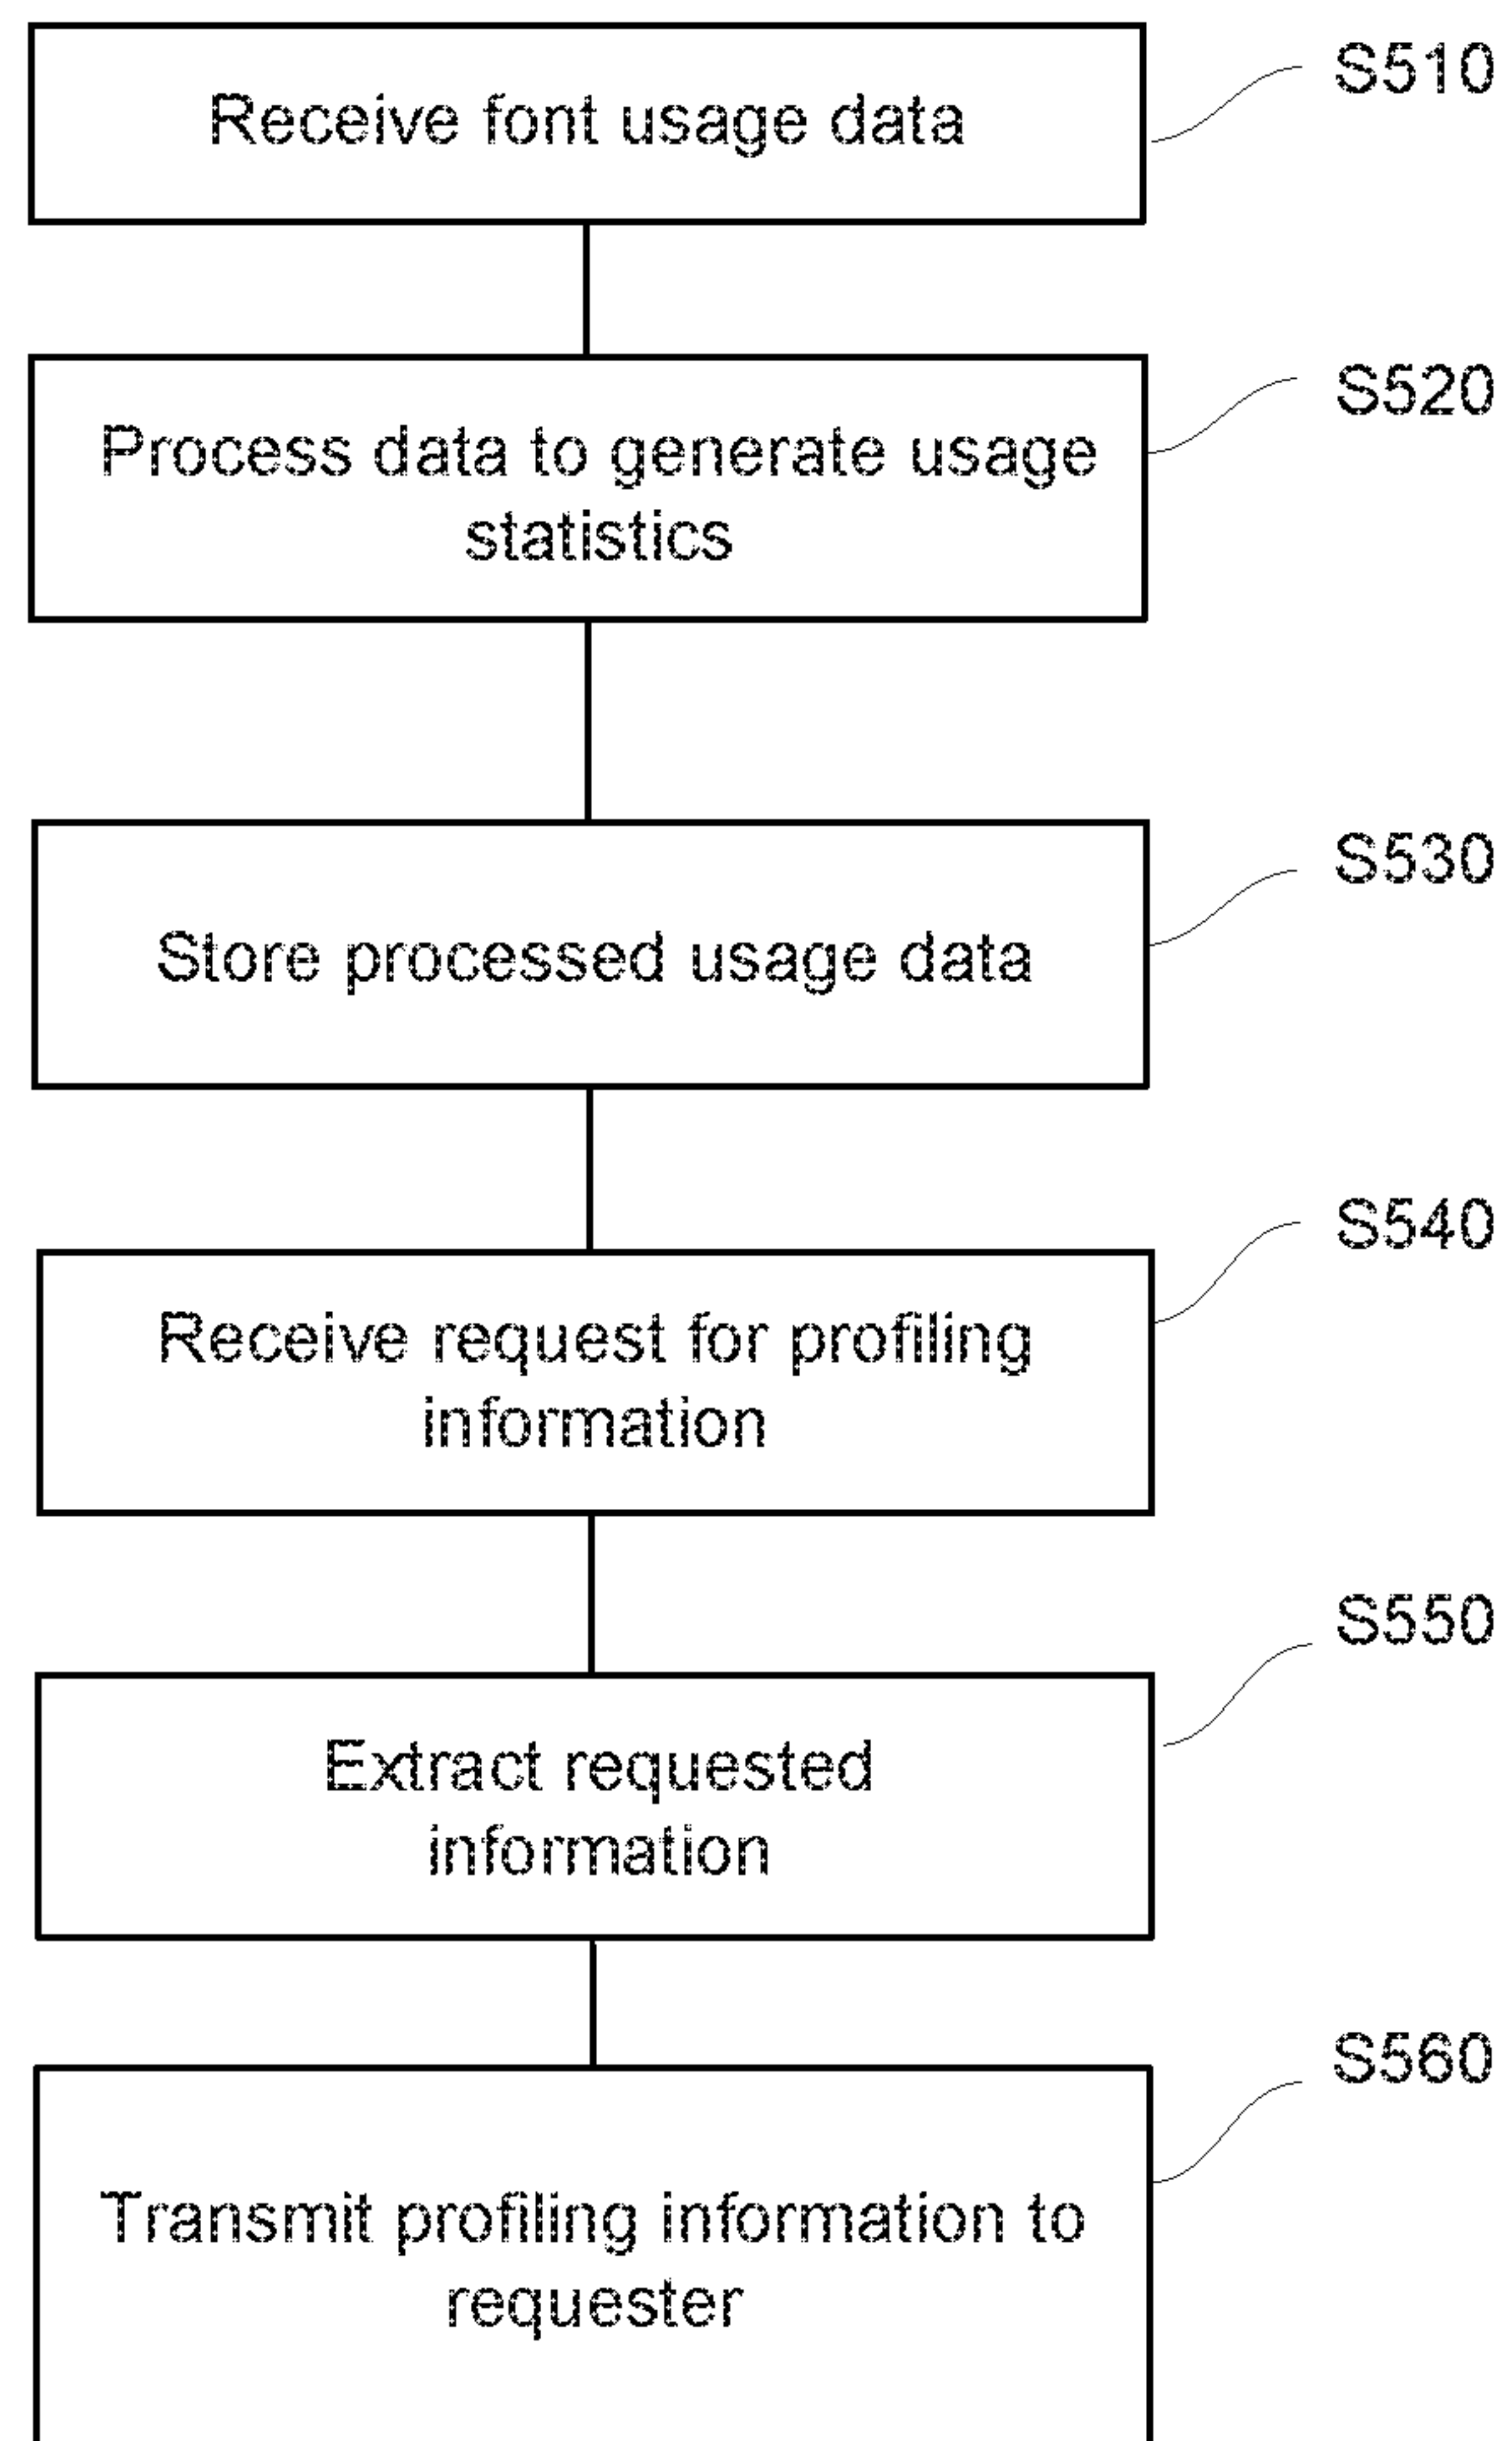 Receive font usage data
S510
Process data to generate usage
statistics
S520
Store processed usage data
S530
Receive request for profiling
information
S540
Extract requested
information
S550
Transmit profiling information to
requester
S560